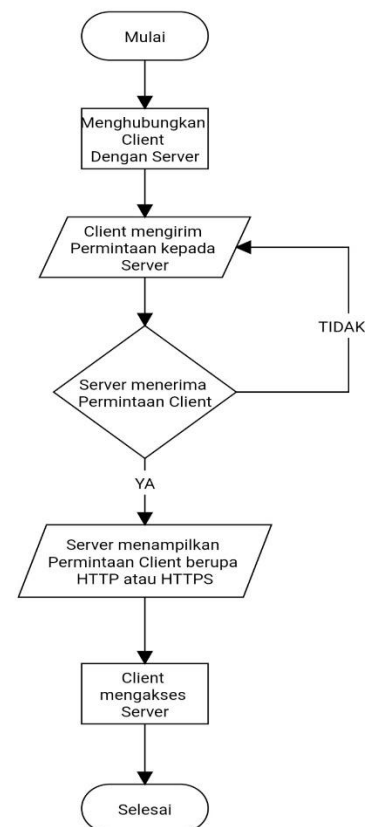 Mulai
Menghubungkan
Client
Dengan Server
Client mengirim
Permintaan kepada
Server
TIDAK
Server menerima
Permintaan Client
YA
Server menampilkan
Permintaan Client berupa
HTTP atau HTTPS
Client
mengakses
Server
Selesai